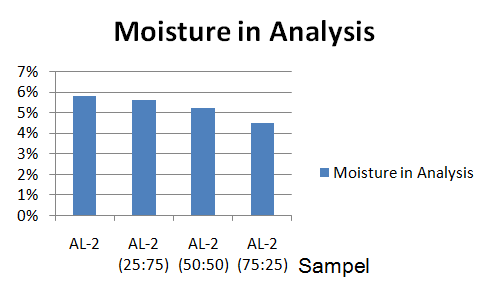 Moisture in Analysis
7%
6%
5%
4%
3%
2%
1%
0%
Moisture in Analysis
AL-2 AL-2 AL-2 AL-2
(25:75) (50:50) (75:25) Sampel